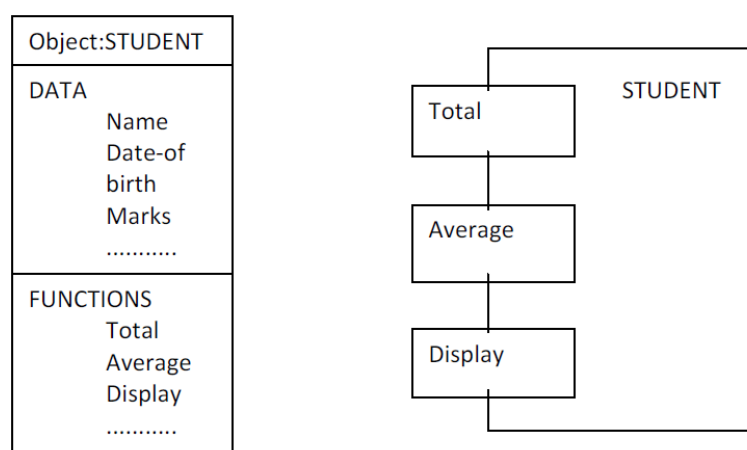 Object:STUDENT
DATA
Name
Date-of
birth
Marks
...........
FUNCTIONS
Total
Average
Display
...........
STUDENT
Total
Average
Display